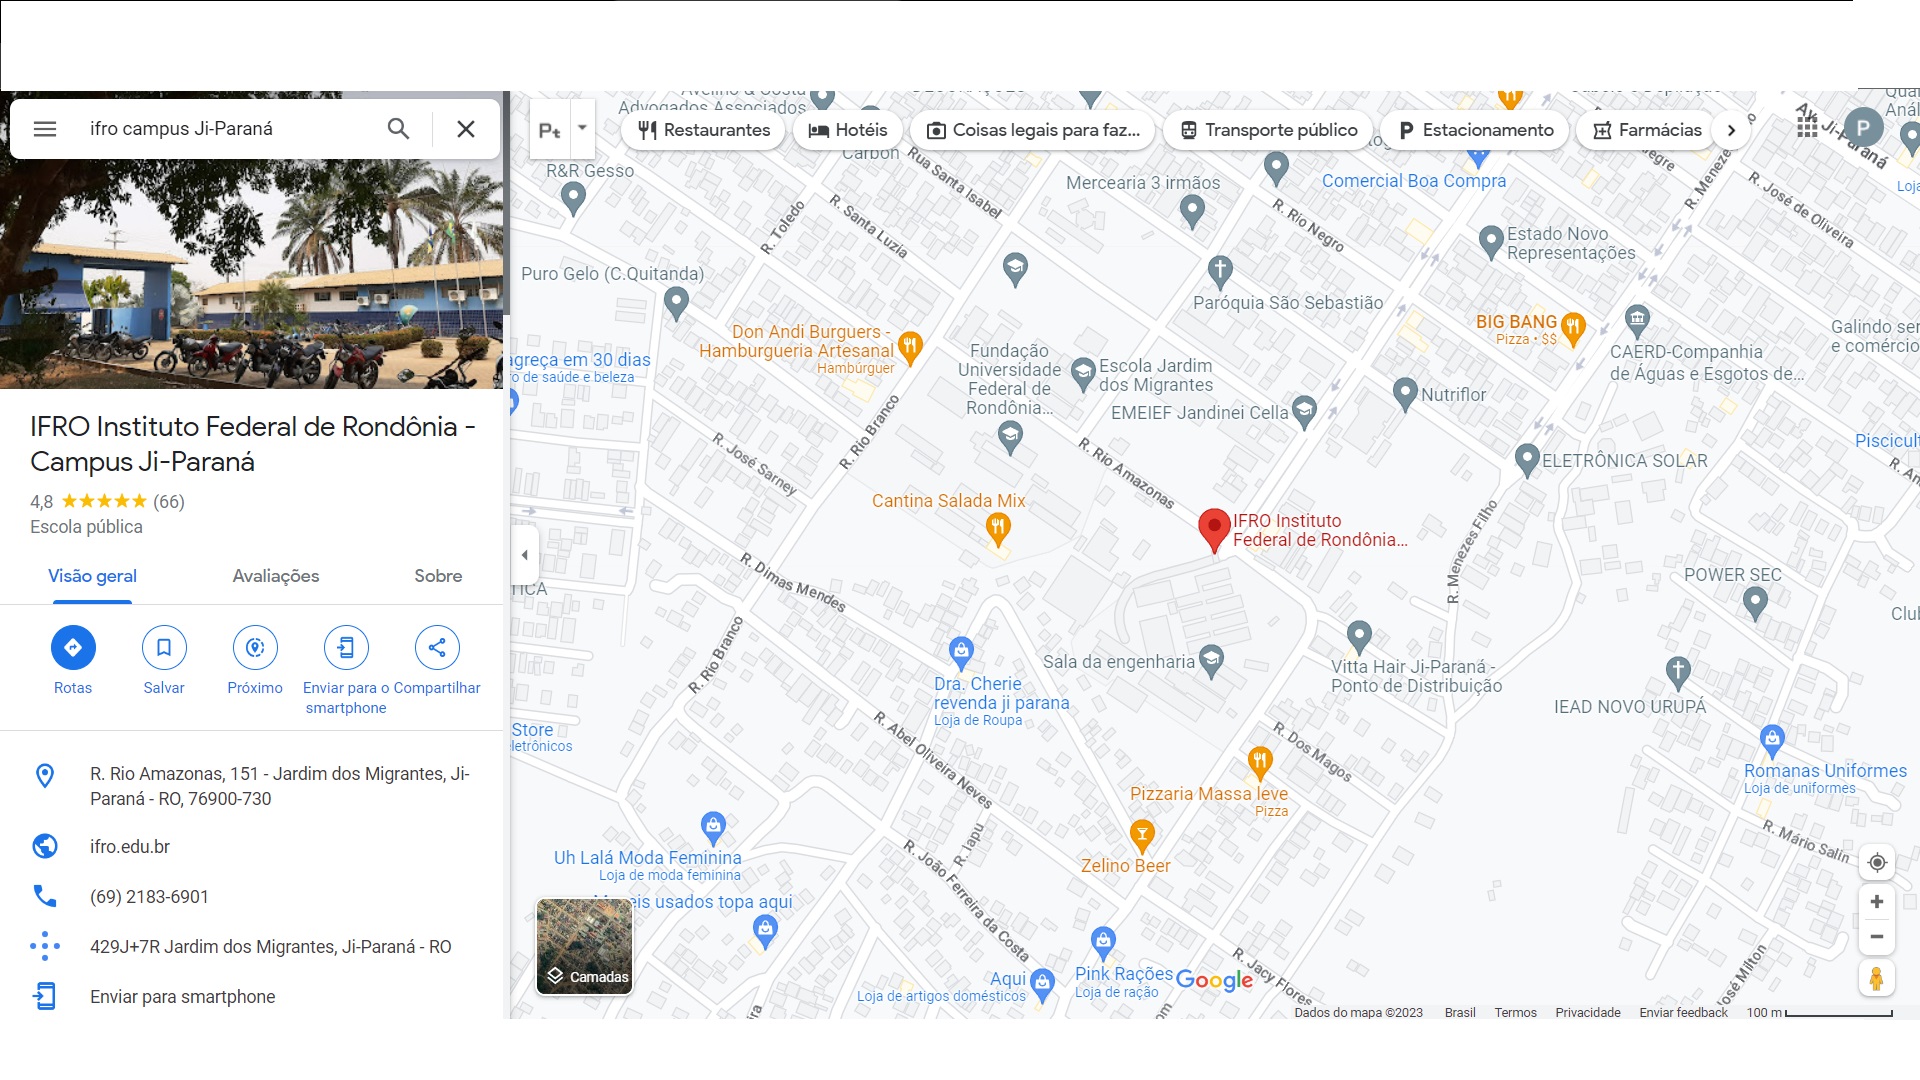 ifro campus Ji-Paraná
IFRO Instituto Federal de Rondônia -
Campus Ji-Paraná
4,8 (66)
Escola pública
Visão geral
Avaliações
Sobre
Rotas
Salvar
Próximo
Enviar para o
smartphone
Compartilhar
R. Rio Amazonas, 151 - Jardim dos Migrantes, Ji-
Paraná - RO, 76900-730
ifro.edu.br
(69) 2183-6901
429J+7R Jardim dos Migrantes, Ji-Paraná - RO
Enviar para smartphone
Restaurantes
Hotéis
Coisas legais para faz...
Transporte público
Estacionamento
Farmácias
P
Advogados Associados
Carbon
R&R Gesso
R. Toledo
R. Santa Luzia
Rua Santa Isabel
Mercearia 3 irmãos
Comercial Boa Compra
R. Rio Negro
R. Menezes
Av. Ji-Paraná
R. José de Oliveira
Loja
Puro Gelo (C.Quitanda)
Estado Novo
Representações
Paróquia São Sebastião
Don Andi Burguers -
Hamburgueria Artesanal
Hambúrguer
agreça em 30 dias
o de saúde e beleza
Fundação
Universidade
Federal de
Rondônia...
Escola Jardim
dos Migrantes
EMEIEF Jandinei Cella
BIG BANG
Pizza • $$
CAERD-Companhia
de Águas e Esgotos de...
Galindo ser
e comércio
Nutriflor
R. Rio Branco
R. José Sarney
R. Rio Amazonas
ELETRÔNICA SOLAR
Piscicult
Cantina Salada Mix
IFRO Instituto
Federal de Rondônia...
R. Menezes Filho
R. Dimas Mendes
TICA
POWER SEC
Clu
R. Rio Branco
Sala da engenharia
Vitta Hair Ji-Paraná -
Ponto de Distribuição
Dra. Cherie
revenda ji parana
Loja de Roupa
IEAD NOVO URUPÁ
Store
letrônicos
R. Abel Oliveira Neves
R. Dos Magos
Romanas Uniformes
Loja de uniformes
Pizzaria Massa leve
Pizza
R. Iapu
R. Mário Salin
Uh Lalá Moda Feminina
Loja de moda feminina
Zelino Beer
R. João Ferreira da Costa
eis usados topa aqui
Camadas
Aqui
Loja de artigos domésticos
Pink Rações
Loja de ração
Google
R. Jacy Flores
José Milton
Dados do mapa ©2023
Brasil
Termos
Privacidade
Enviar feedback
100 m